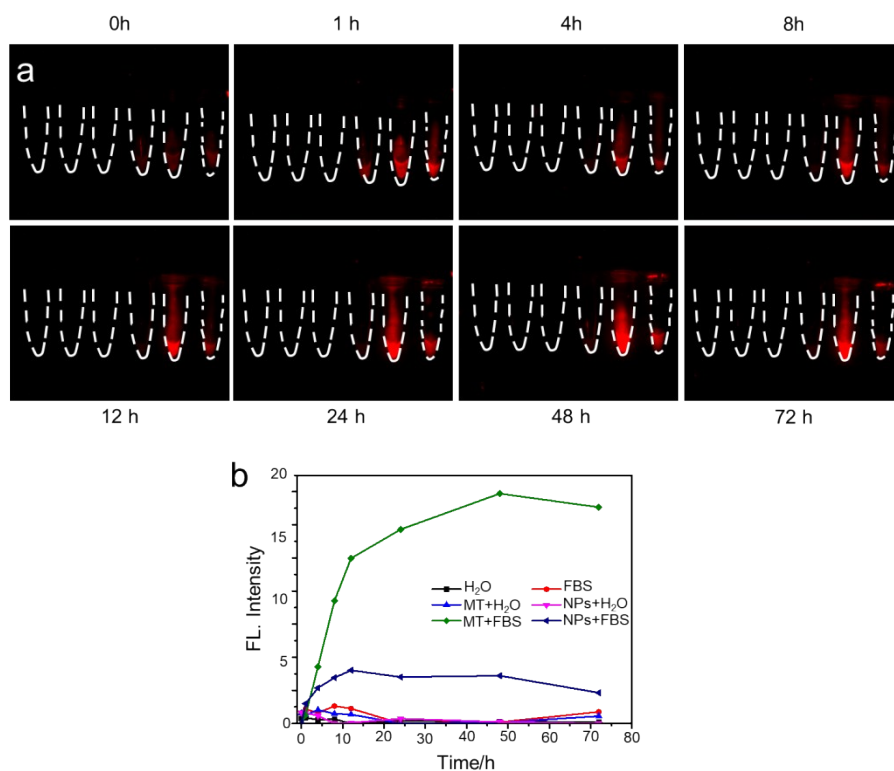 0h 1 h 4h 8h
a
12 h 24 h 48 h 72 h
b
20
15
10
5
0
FL. Intensity
H₂O FBS
MT+H₂O NPs+H₂O
MT+FBS NPs+FBS
0 10 20 30 40 50 60 70 80
Time/h